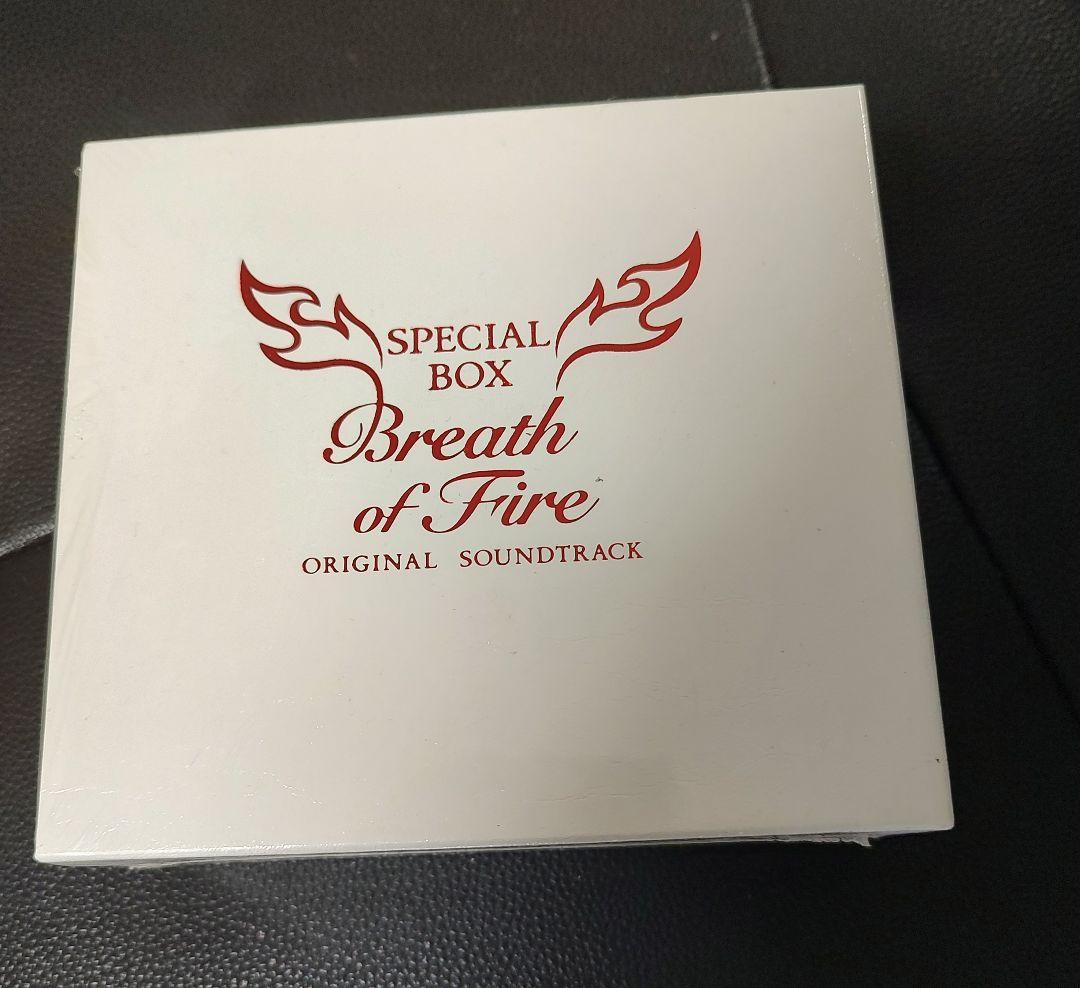 SPECIAL
BOX
Breath
of Fire
ORIGINAL SOUNDTRACK